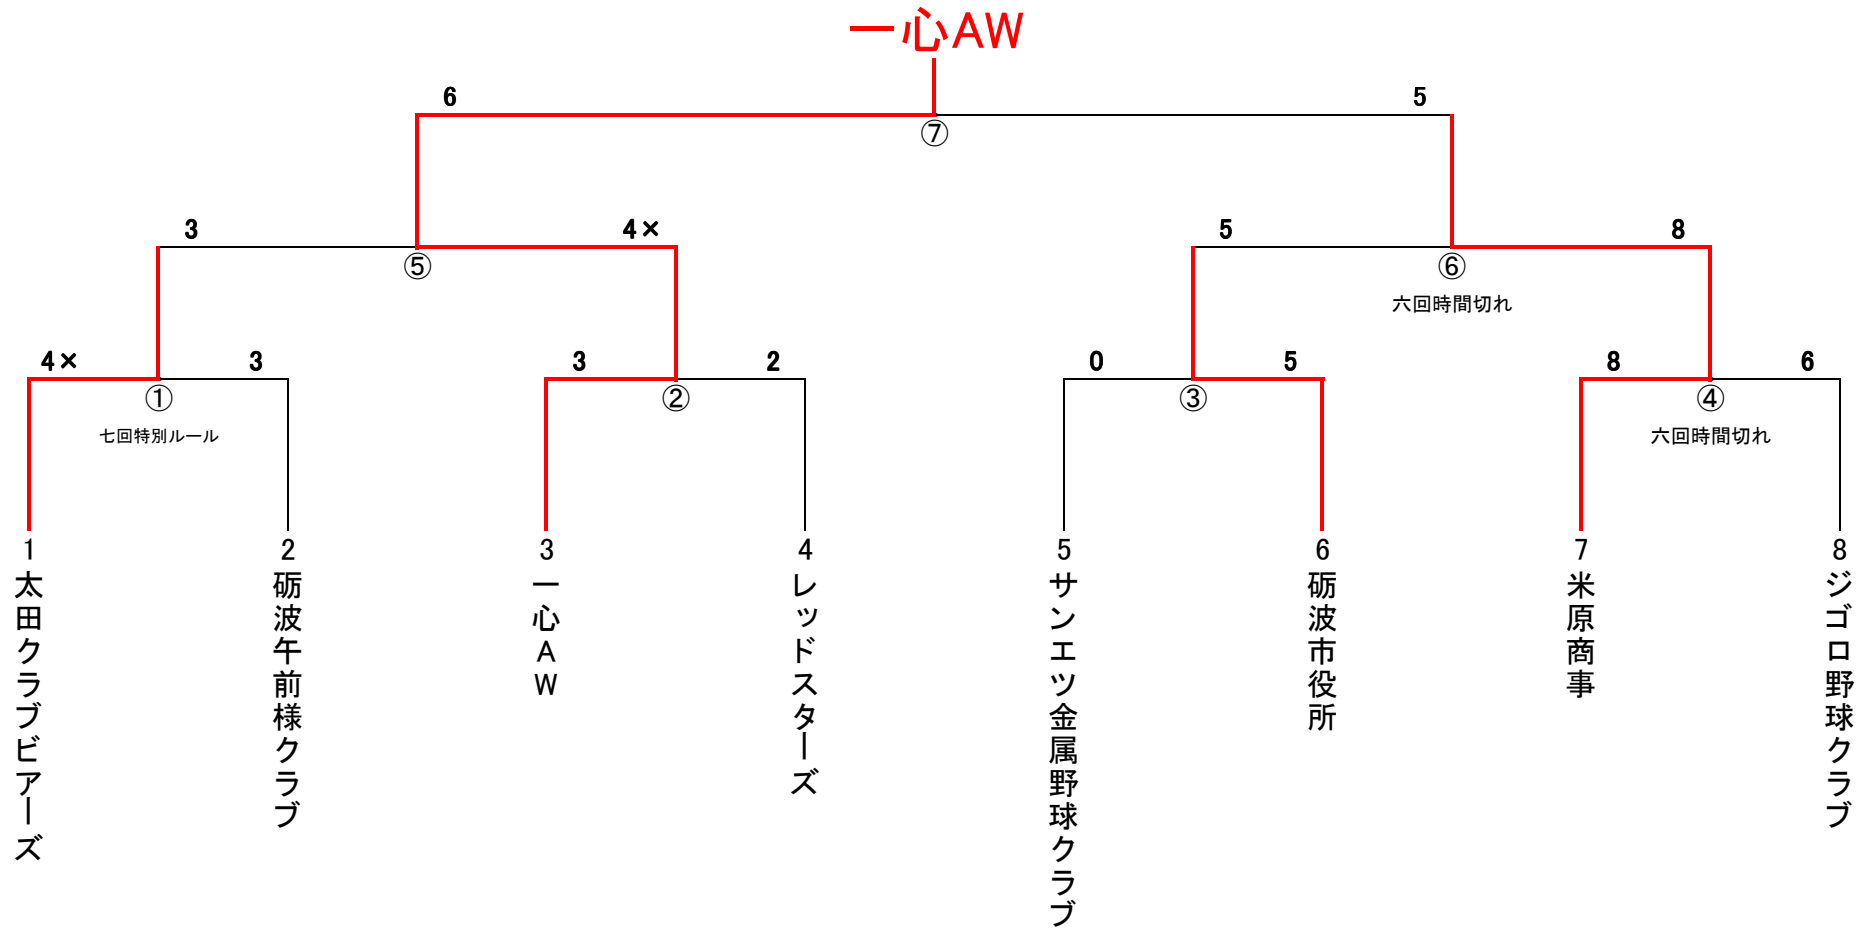 一心AW
6 5
⑦
3 4× 5 8
⑤ ⑥
六回時間切れ
4× 3 3 2 0 5 8 6
① ② ③ ④
七回特別ルール 六回時間切れ
1 太田クラブビアーズ
2 砺波午前様クラブ
3 一心AW
4 レッドスターズ
5 サンエツ金属野球クラブ
6 砺波市役所
7 米原商事
8 ジゴロ野球クラブ